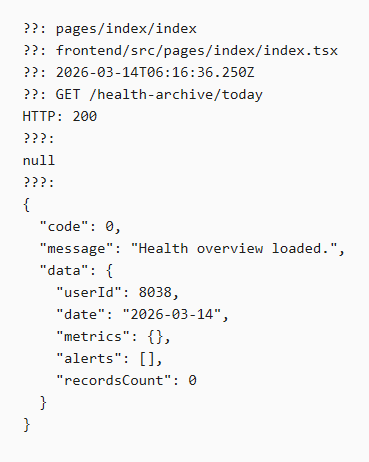 ??: pages/index/index
??: frontend/src/pages/index/index.tsx
??: 2026-03-14T06:16:36.250Z
??: GET /health-archive/today
HTTP: 200
???:
null
???:
{
  "code": 0,
  "message": "Health overview loaded.",
  "data": {
    "userId": 8038,
    "date": "2026-03-14",
    "metrics": {},
    "alerts": [],
    "recordsCount": 0
  }
}